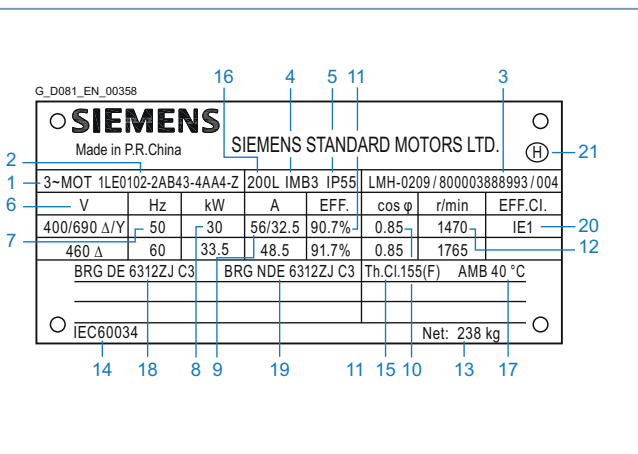 16 4 5 11 3
G_D081_EN_00358
SIEMENS
Made in P.R.China SIEMENS STANDARD MOTORS LTD. H 21
2
1 3~MOT 1LE0102-2AB43-4AA4-Z 200L IMB3 IP55 LMH-0209/800003888993/004
6 V Hz kW A EFF. cos φ r/min EFF.Cl.
7 400/690 Δ/Y 50 30 56/32.5 90.7% 0.85 1470 IE1 20
12
460 Δ 60 33.5 48.5 91.7% 0.85 1765
BRG DE 6312ZJ C3 BRG NDE 6312ZJ C3 Th.Cl.155(F) AMB 40 °C
IEC60034 Net: 238 kg
14 18 8 9 19 11 15 10 13 17